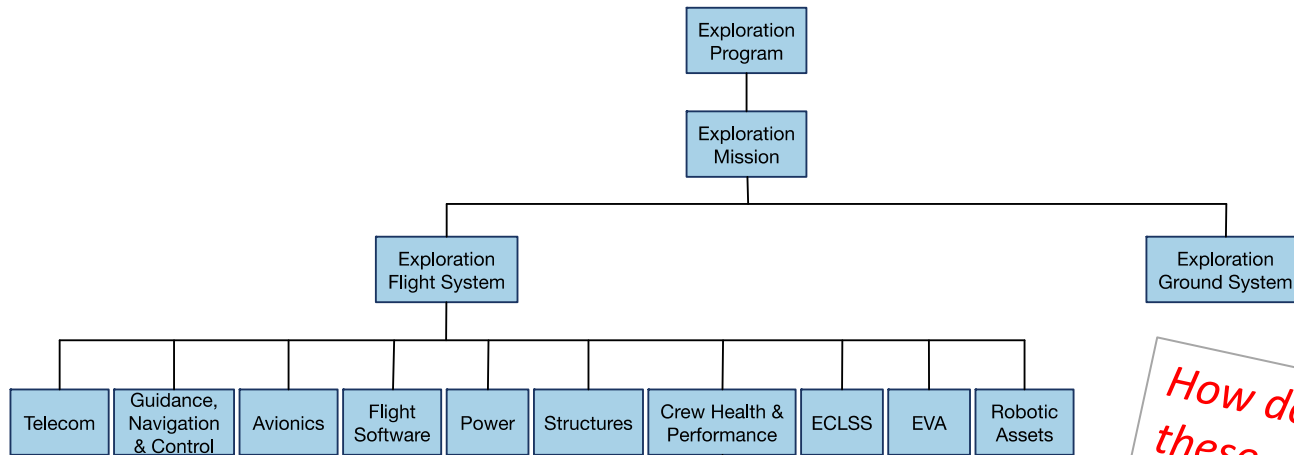 Exploration
Program
Exploration
Mission
Exploration
Flight System
Exploration
Ground System
Telecom
Guidance,
Navigation
& Control
Avionics
Flight
Software
Power
Structures
Crew Health &
Performance
ECLSS
EVA
Robotic
Assets
How
these